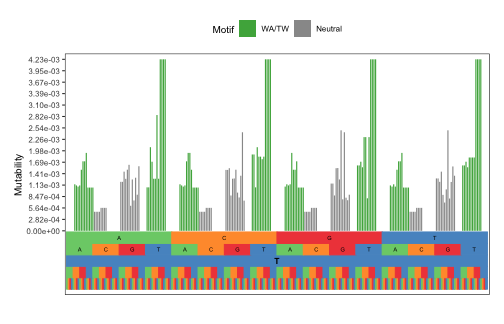 Motif WA/TW Neutral
4.23e-03
3.95e-03
3.67e-03
3.39e-03
3.10e-03
2.82e-03
2.54e-03
2.26e-03
1.98e-03
1.69e-03
1.41e-03
1.13e-03
8.47e-04
5.64e-04
2.82e-04
0.00e+00
Mutability
A C G T
A C G T A C G T A C G T A C G T
T